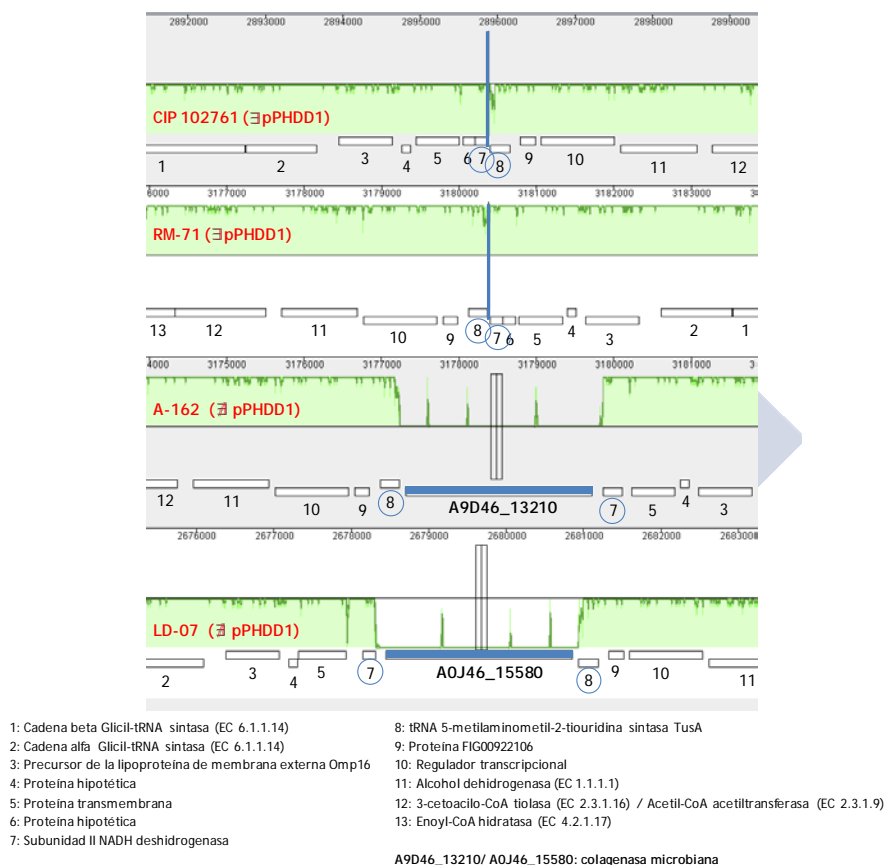 2892000 2893000 2894000 2895000 2896000 2897000 2898000 2899000
CIP 102761 (∃pPHDD1)
1 2 3 4 5 6 7 8 9 10 11 12
6000 3177000 3178000 3179000 3180000 3181000 3182000 3183000 3
RM-71 (∃pPHDD1)
13 12 11 10 9 8 7 6 5 4 3 2 1
4000 3175000 3176000 3177000 3178000 3179000 3180000 3181000 3
A-162 (∄ pPHDD1)
12 11 10 9 8 A9D46_13210 7 5 4 3
2676000 2677000 2678000 2679000 2680000 2681000 2682000 2683000
LD-07 (∄ pPHDD1)
2 3 4 5 7 A0J46_15580 8 9 10 11
1: Cadena beta Glicil-tRNA sintasa (EC 6.1.1.14)
2: Cadena alfa Glicil-tRNA sintasa (EC 6.1.1.14)
3: Precursor de la lipoproteína de membrana externa Omp16
4: Proteína hipotética
5: Proteína transmembrana
6: Proteína hipotética
7: Subunidad II NADH deshidrogenasa
8: tRNA 5-metilaminometil-2-tiouridina sintasa TusA
9: Proteína FIG00922106
10: Regulador transcripcional
11: Alcohol dehidrogenasa (EC 1.1.1.1)
12: 3-cetoacilo-CoA tiolasa (EC 2.3.1.16) / Acetil-CoA acetiltransferasa (EC 2.3.1.9)
13: Enoyl-CoA hidratasa (EC 4.2.1.17)
A9D46_13210/ A0J46_15580: colagenasa microbiana